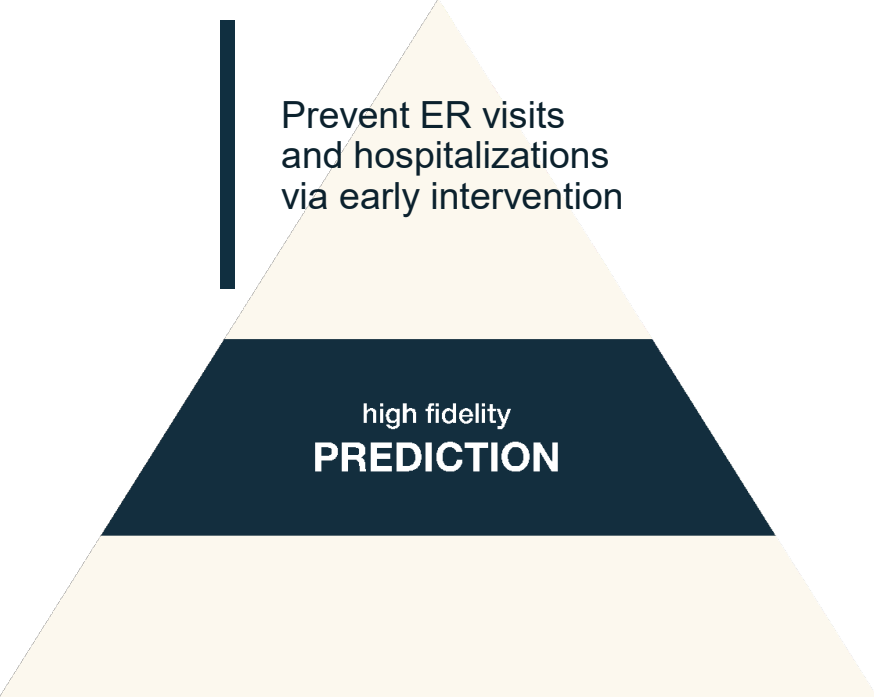 Prevent ER visits
and hospitalizations
via early intervention
high fidelity
PREDICTION